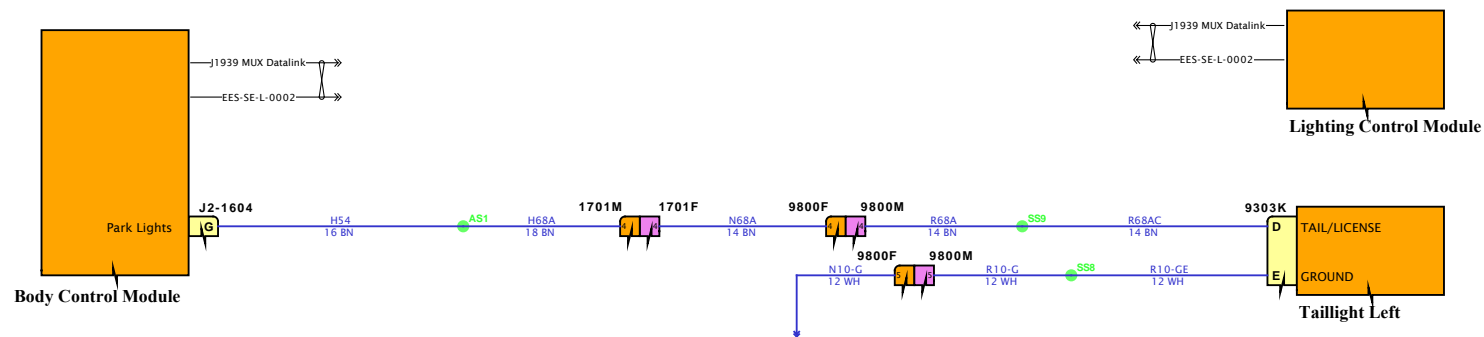 J1939 MUX Datalink
J1939 MUX Datalink
EES-SE-L-0002
EES-SE-L-0002
Lighting Control Module
J2-1604
1701M
1701F
9800F
9800M
9303K
Park Lights
G
H54
16 BN
AS1
H68A
18 BN
4
4
N68A
14 BN
4
4
R68A
14 BN
SS9
R68AC
14 BN
D
TAIL/LICENSE
9800F
9800M
N10-G
12 WH
5
5
R10-G
12 WH
SS8
R10-GE
12 WH
E
GROUND
Body Control Module
Taillight Left